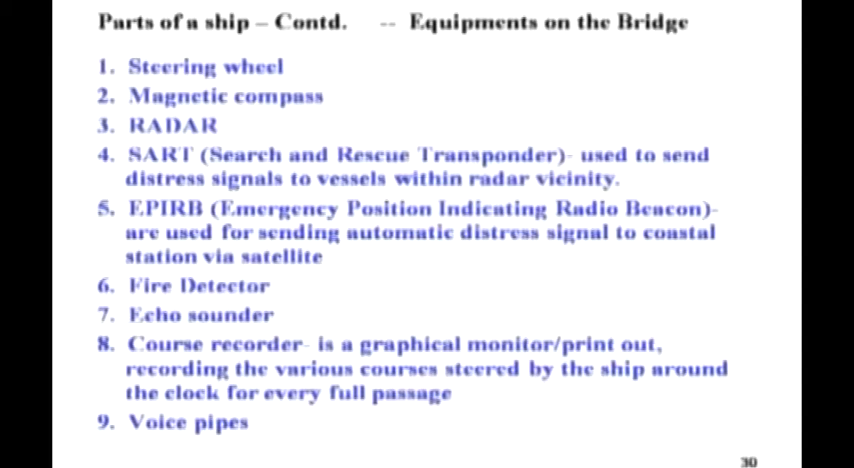 Parts of a ship – Contd. -- Equipments on the Bridge
1. Steering wheel
2. Magnetic compass
3. RADAR
4. SART (Search and Rescue Transponder)- used to send
distress signals to vessels within radar vicinity.
5. EPIRB (Emergency Position Indicating Radio Beacon)-
are used for sending automatic distress signal to coastal
station via satellite
6. Fire Detector
7. Echo sounder
8. Course recorder- is a graphical monitor/print out,
recording the various courses steered by the ship around
the clock for every full passage
9. Voice pipes
30